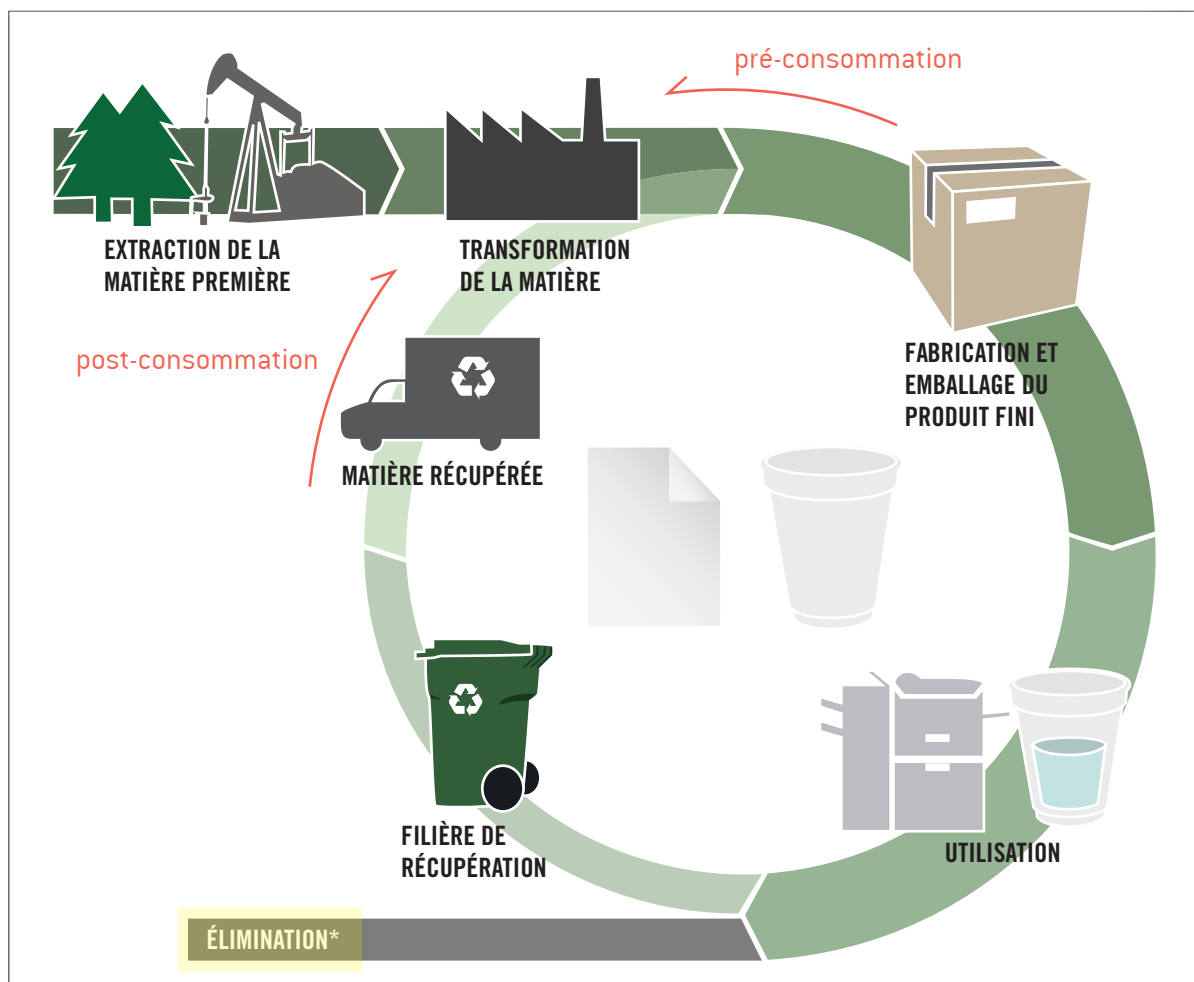 pré-consommation
EXTRACTION DE LA
MATIÈRE PREMIÈRE
TRANSFORMATION
DE LA MATIÈRE
post-consommation
FABRICATION ET
EMBALLAGE DU
PRODUIT FINI
MATIÈRE RÉCUPÉRÉE
FILIÈRE DE
RÉCUPÉRATION
UTILISATION
ÉLIMINATION*